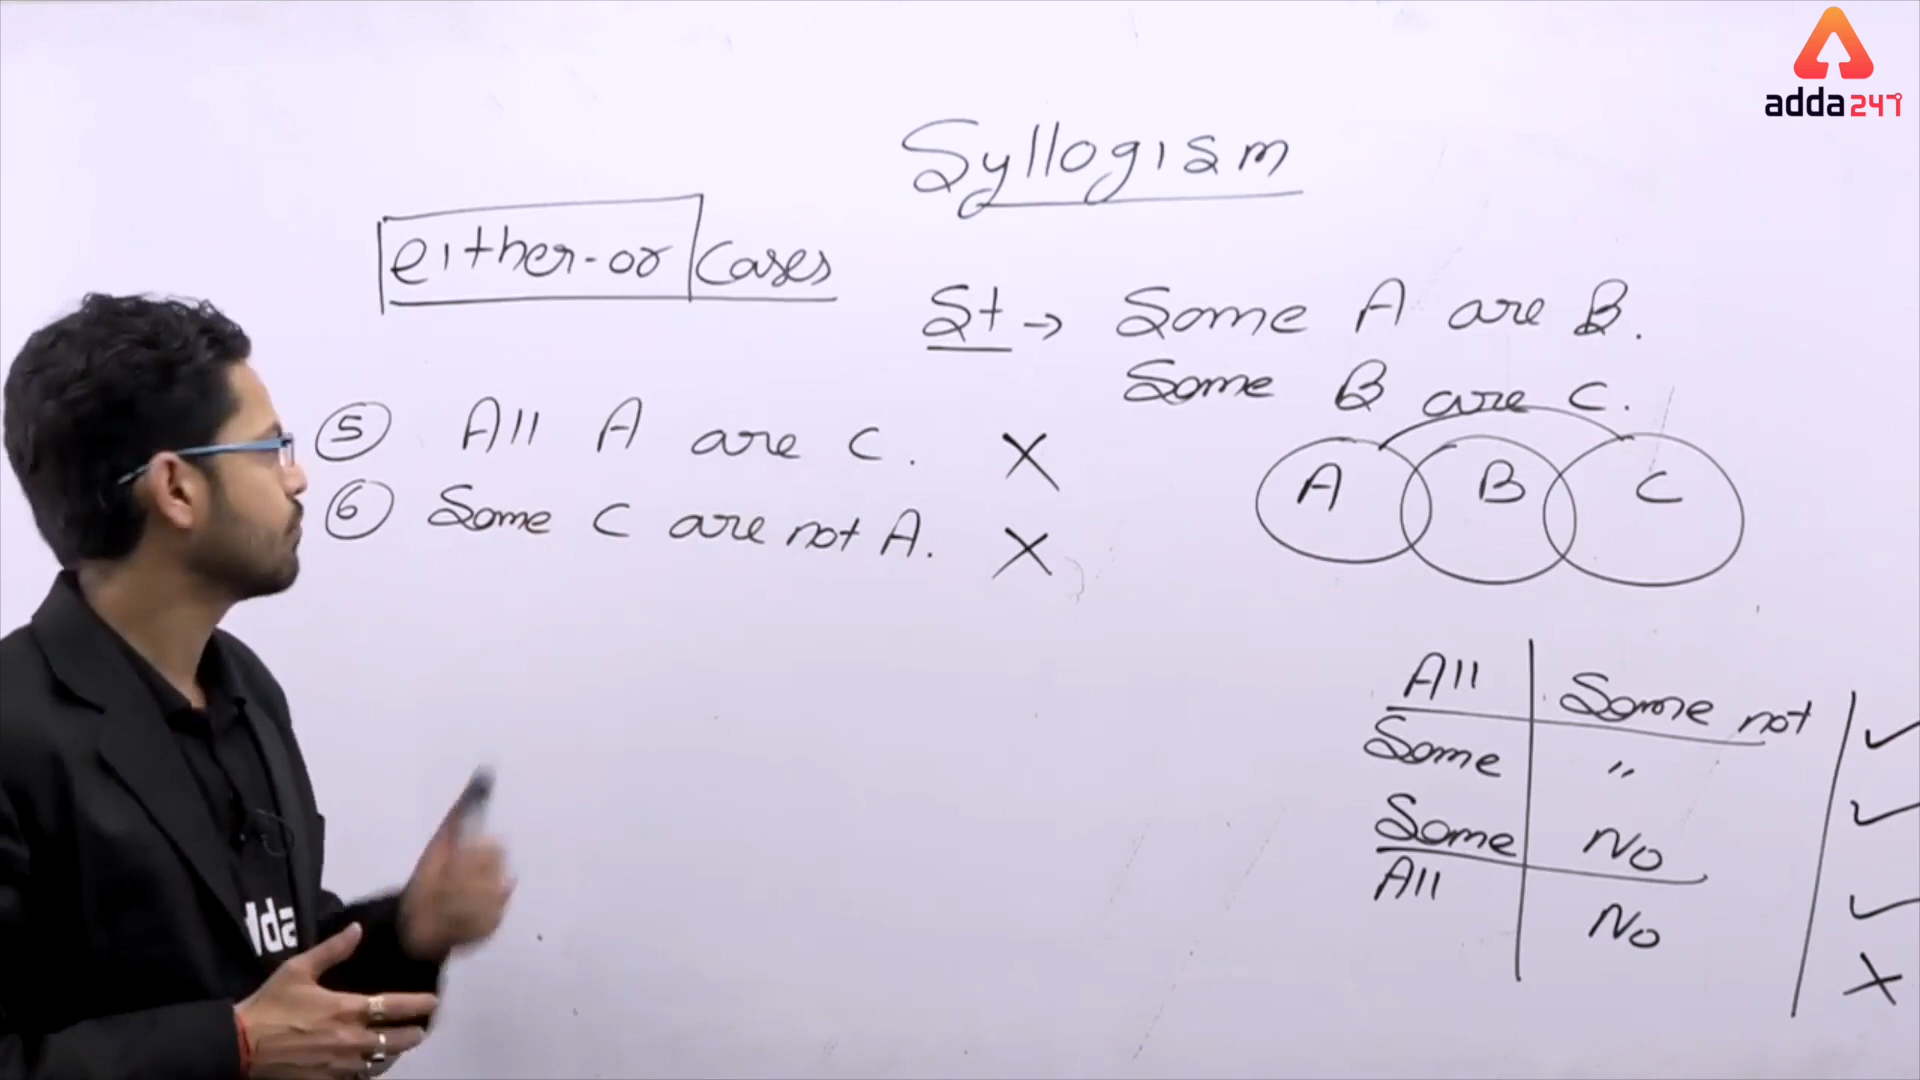 adda247
Syllogism
either-or cases
St → Some A are B.
Some B are C.
⑤ All A are C. X
⑥ Some C are not A. X
A B C
All Some not ✓
Some " ✓
Some No ✓
All No X
dda